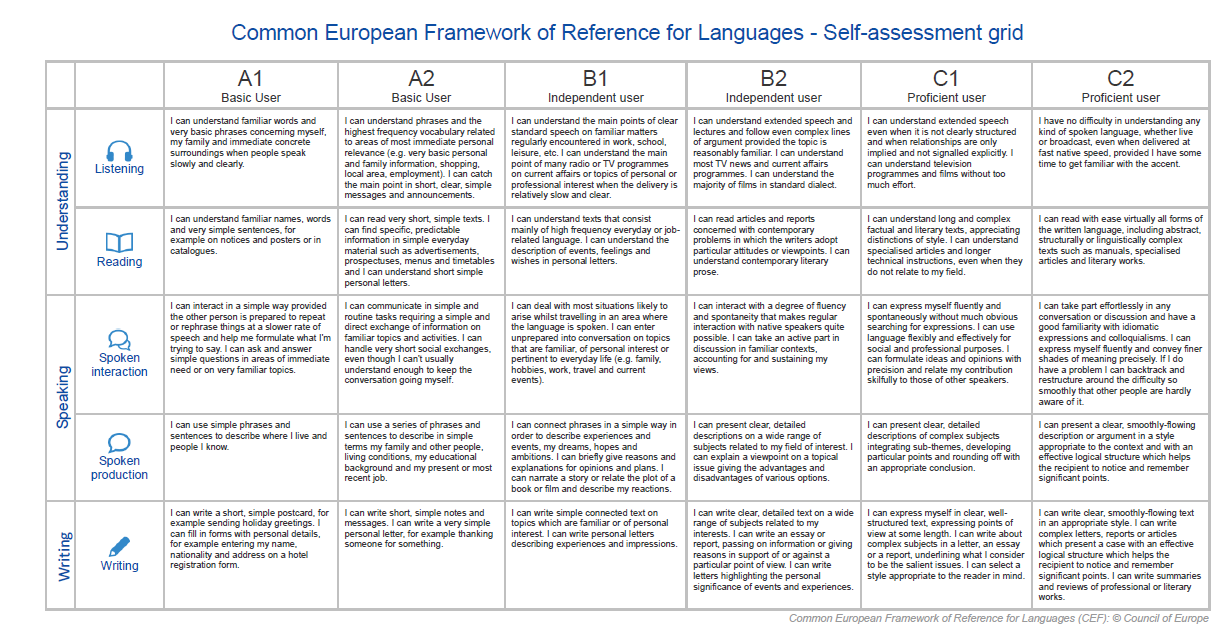 Common European Framework of Reference for Languages - Self-assessment grid
A1
Basic User
A2
Basic User
B1
Independent user
B2
Independent user
C1
Proficient user
C2
Proficient user
Understanding
Listening
I can understand familiar words and
very basic phrases concerning myself,
my family and immediate concrete
surroundings when people speak
slowly and clearly.
I can understand phrases and the
highest frequency vocabulary related
to areas of most immediate personal
relevance (e.g. very basic personal
and family information, shopping,
local area, employment). I can catch
the main point in short, clear, simple
messages and announcements.
I can understand the main points of clear
standard speech on familiar matters
regularly encountered in work, school,
leisure, etc. I can understand the main
point of many radio or TV programmes
on current affairs or topics of personal or
professional interest when the delivery is
relatively slow and clear.
I can understand extended speech and
lectures and follow even complex lines
of argument provided the topic is
reasonably familiar. I can understand
most TV news and current affairs
programmes. I can understand the
majority of films in standard dialect.
I can understand extended speech
even when it is not clearly structured
and when relationships are only
implied and not signalled explicitly. I
can understand television
programmes and films without too
much effort.
I have no difficulty in understanding any
kind of spoken language, whether live
or broadcast, even when delivered at
fast native speed, provided I have some
time to get familiar with the accent.
Reading
I can understand familiar names, words
and very simple sentences, for
example on notices and posters or in
catalogues.
I can read very short, simple texts. I
can find specific, predictable
information in simple everyday
material such as advertisements,
prospectuses, menus and timetables
and I can understand short simple
personal letters.
I can understand texts that consist
mainly of high frequency everyday or job-
related language. I can understand the
description of events, feelings and
wishes in personal letters.
I can read articles and reports
concerned with contemporary
problems in which the writers adopt
particular attitudes or viewpoints. I can
understand contemporary literary
prose.
I can understand long and complex
factual and literary texts, appreciating
distinctions of style. I can understand
specialised articles and longer
technical instructions, even when they
do not relate to my field.
I can read with ease virtually all forms of
the written language, including abstract,
structurally or linguistically complex
texts such as manuals, specialised
articles and literary works.
Speaking
Spoken
interaction
I can interact in a simple way provided
the other person is prepared to repeat
or rephrase things at a slower rate of
speech and help me formulate what I'm
trying to say. I can ask and answer
simple questions in areas of immediate
need or on very familiar topics.
I can communicate in simple and
routine tasks requiring a simple and
direct exchange of information on
familiar topics and activities. I can
handle very short social exchanges,
even though I can't usually
understand enough to keep the
conversation going myself.
I can deal with most situations likely to
arise whilst travelling in an area where
the language is spoken. I can enter
unprepared into conversation on topics
that are familiar, of personal interest or
pertinent to everyday life (e.g. family,
hobbies, work, travel and current
events).
I can interact with a degree of fluency
and spontaneity that makes regular
interaction with native speakers quite
possible. I can take an active part in
discussion in familiar contexts,
accounting for and sustaining my
views.
I can express myself fluently and
spontaneously without much obvious
searching for expressions. I can use
language flexibly and effectively for
social and professional purposes. I
can formulate ideas and opinions with
precision and relate my contribution
skilfully to those of other speakers.
I can take part effortlessly in any
conversation or discussion and have a
good familiarity with idiomatic
expressions and colloquialisms. I can
express myself fluently and convey finer
shades of meaning precisely. If I do
have a problem I can backtrack and
restructure around the difficulty so
smoothly that other people are hardly
aware of it.
Spoken
production
I can use simple phrases and
sentences to describe where I live and
people I know.
I can use a series of phrases and
sentences to describe in simple
terms my family and other people,
living conditions, my educational
background and my present or most
recent job.
I can connect phrases in a simple way in
order to describe experiences and
events, my dreams, hopes and
ambitions. I can briefly give reasons and
explanations for opinions and plans. I
can narrate a story or relate the plot of a
book or film and describe my reactions.
I can present clear, detailed
descriptions on a wide range of
subjects related to my field of interest. I
can explain a viewpoint on a topical
issue giving the advantages and
disadvantages of various options.
I can present clear, detailed
descriptions of complex subjects
integrating sub-themes, developing
particular points and rounding off with
an appropriate conclusion.
I can present a clear, smoothly-flowing
description or argument in a style
appropriate to the context and with an
effective logical structure which helps
the recipient to notice and remember
significant points.
Writing
Writing
I can write a short, simple postcard, for
example sending holiday greetings. I
can fill in forms with personal details,
for example entering my name,
nationality and address on a hotel
registration form.
I can write short, simple notes and
messages. I can write a very simple
personal letter, for example thanking
someone for something.
I can write simple connected text on
topics which are familiar or of personal
interest. I can write personal letters
describing experiences and impressions.
I can write clear, detailed text on a wide
range of subjects related to my
interests. I can write an essay or
report, passing on information or giving
reasons in support of or against a
particular point of view. I can write
letters highlighting the personal
significance of events and experiences.
I can express myself in clear, well-
structured text, expressing points of
view at some length. I can write about
complex subjects in a letter, an essay
or a report, underlining what I consider
to be the salient issues. I can select a
style appropriate to the reader in mind.
I can write clear, smoothly-flowing text
in an appropriate style. I can write
complex letters, reports or articles
which present a case with an effective
logical structure which helps the
recipient to notice and remember
significant points. I can write summaries
and reviews of professional or literary
works.
Common European Framework of Reference for Languages (CEF): © Council of Europe